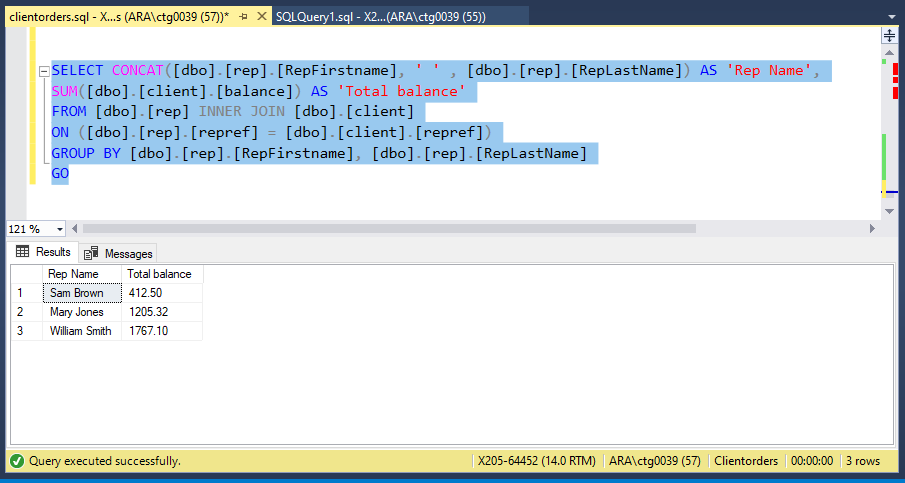 clientorders.sql - X...s (ARA\ctg0039 (57))* SQLQuery1.sql - X2...(ARA\ctg0039 (55))
SELECT CONCAT([dbo].[rep].[RepFirstname], ' ' , [dbo].[rep].[RepLastName]) AS 'Rep Name',
SUM([dbo].[client].[balance]) AS 'Total balance'
FROM [dbo].[rep] INNER JOIN [dbo].[client]
ON ([dbo].[rep].[repref] = [dbo].[client].[repref])
GROUP BY [dbo].[rep].[RepFirstname], [dbo].[rep].[RepLastName]
GO
121 %
Results Messages
Rep Name Total balance
1 Sam Brown 412.50
2 Mary Jones 1205.32
3 William Smith 1767.10
Query executed successfully. X205-64452 (14.0 RTM) ARA\ctg0039 (57) Clientorders 00:00:00 3 rows